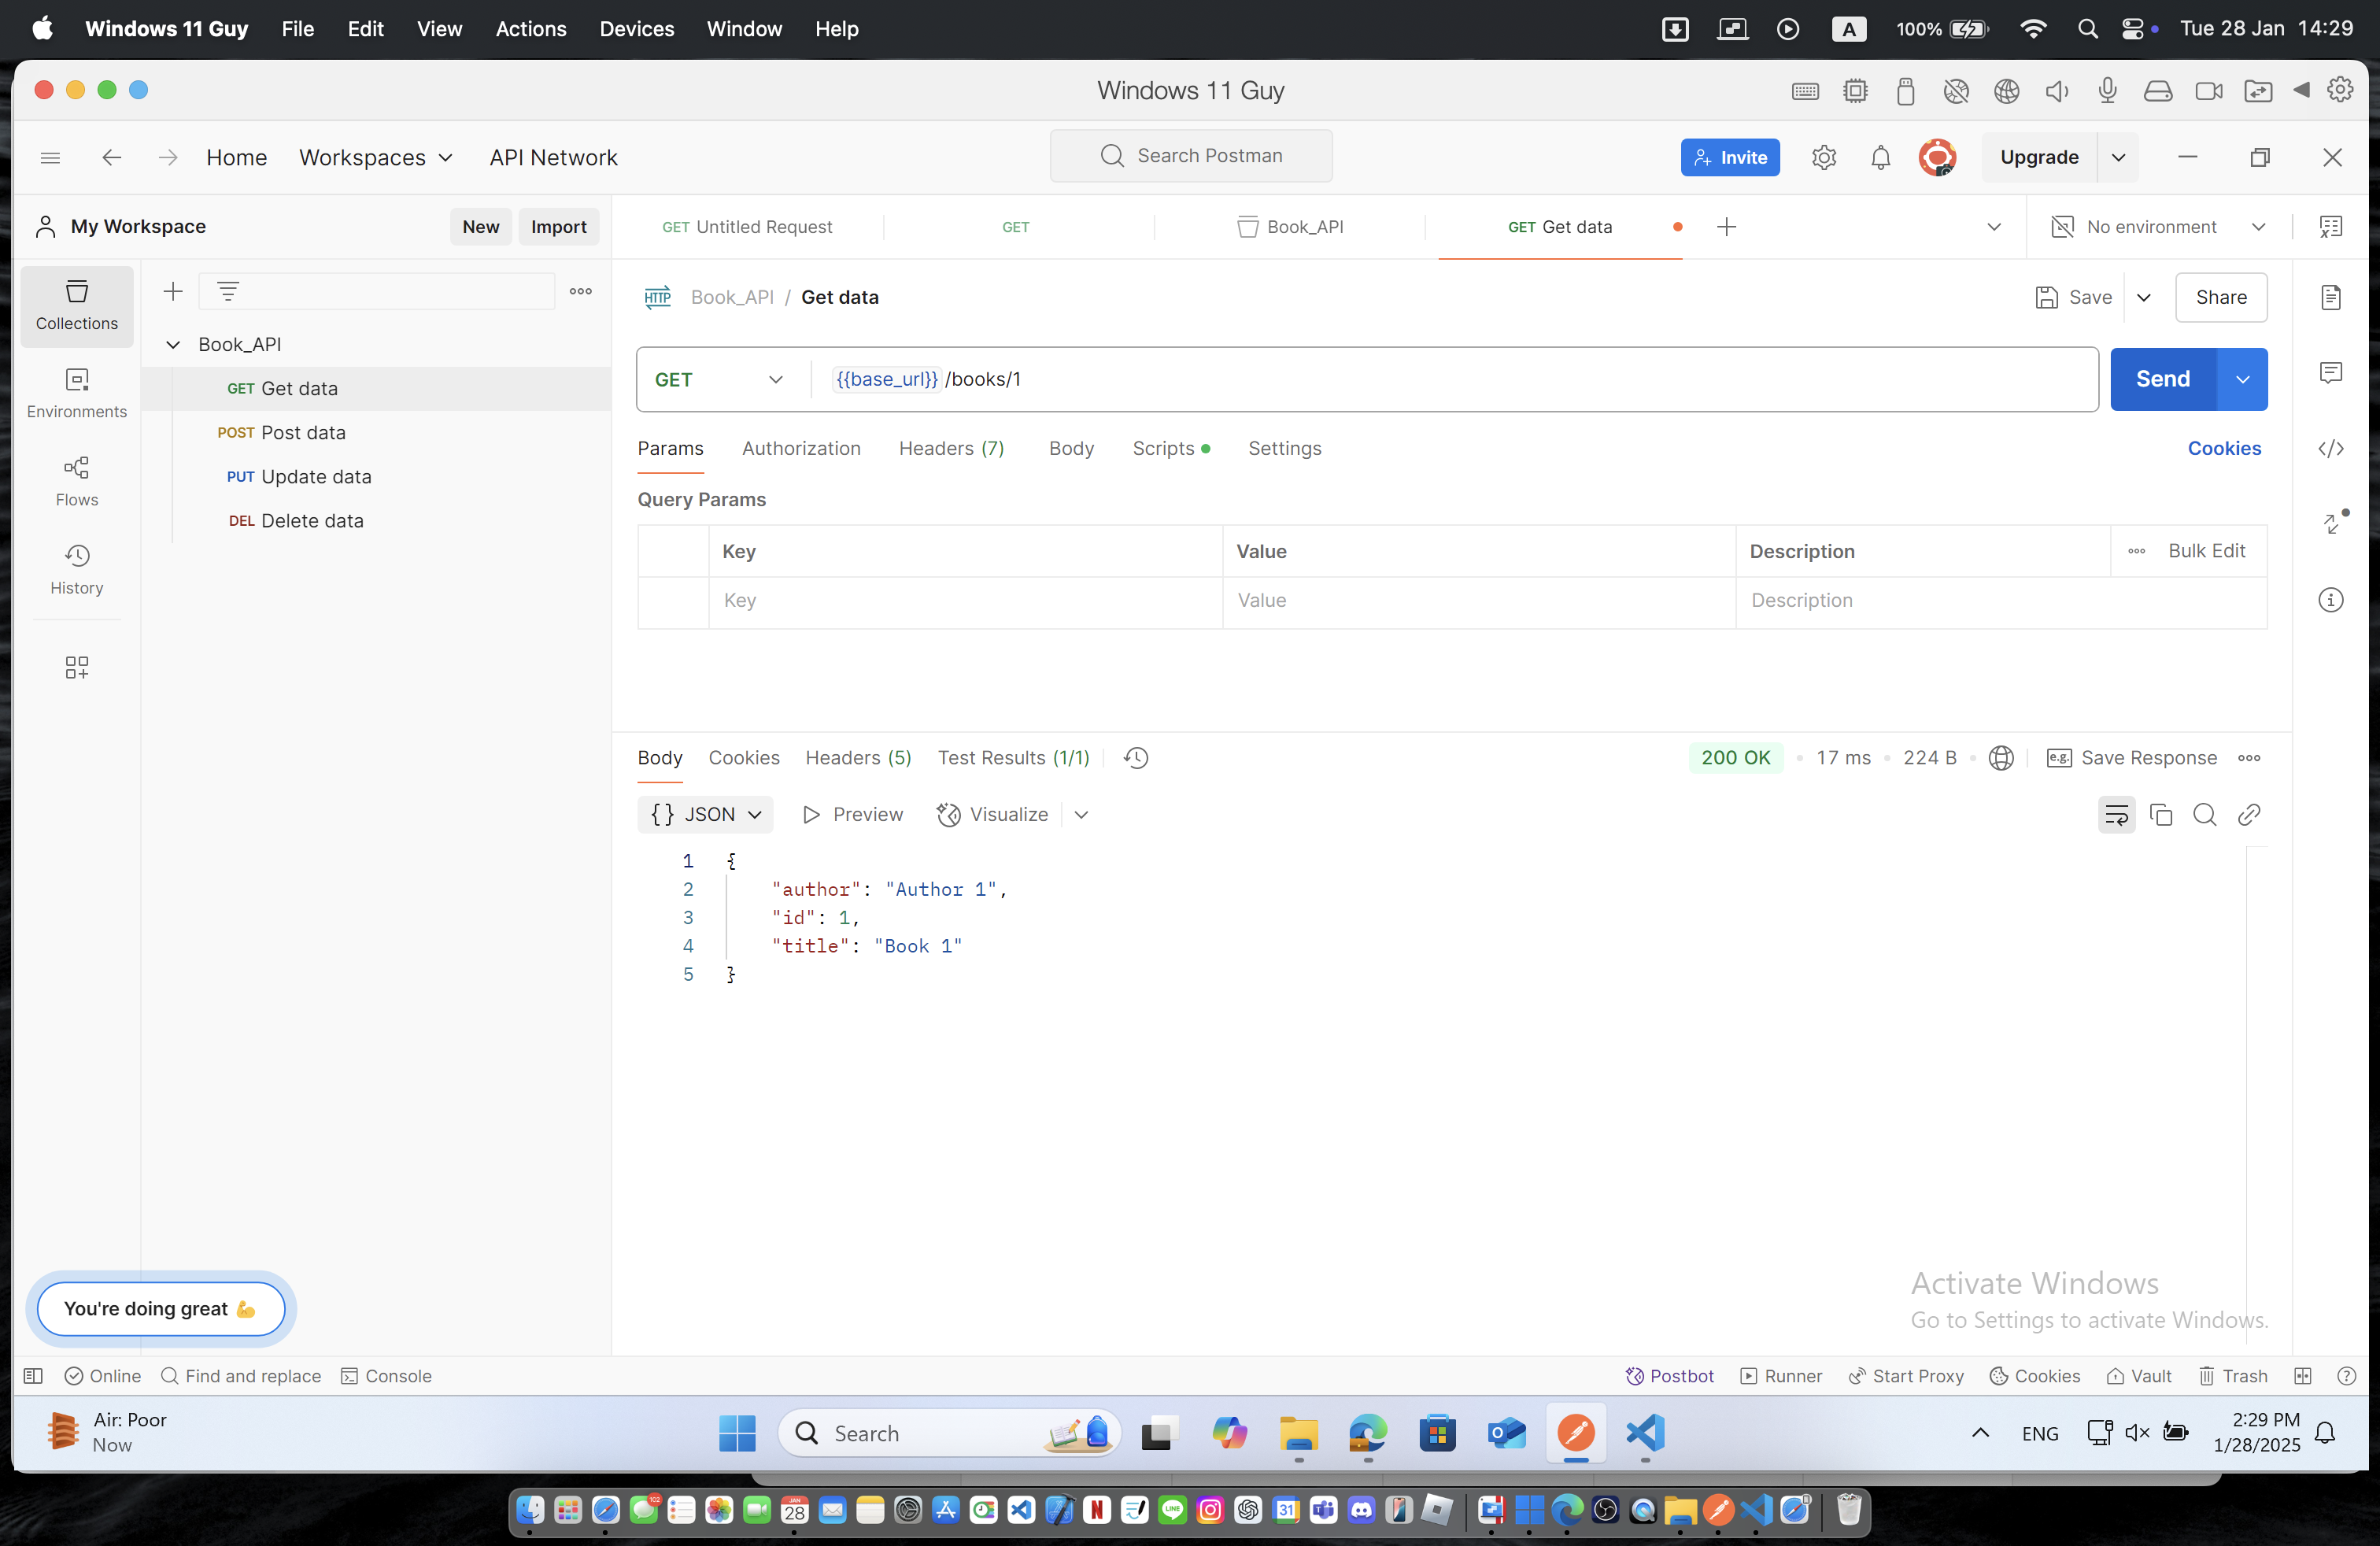 Windows 11 Guy File Edit View Actions Devices Window Help A 100% Tue 28 Jan 14:29
Windows 11 Guy
Home Workspaces API Network Search Postman Invite Upgrade
My Workspace New Import GET Untitled Request GET Book_API GET Get data No environment
Collections
Environments
Flows
History
Book_API
GET Get data
POST Post data
PUT Update data
DEL Delete data
HTTP Book_API / Get data Save Share
GET {{base_url}} /books/1 Send
Params Authorization Headers (7) Body Scripts Settings Cookies
Query Params
Key Value Description Bulk Edit
Key Value Description
Body Cookies Headers (5) Test Results (1/1) 200 OK 17 ms 224 B e.g. Save Response
{} JSON Preview Visualize
1 {
2 "author": "Author 1",
3 "id": 1,
4 "title": "Book 1"
5 }
You're doing great 💪
Activate Windows
Go to Settings to activate Windows.
Online Find and replace Console Postbot Runner Start Proxy Cookies Vault Trash
Air: Poor
Now
Search
ENG
2:29 PM
1/28/2025
102
JAN
28
31